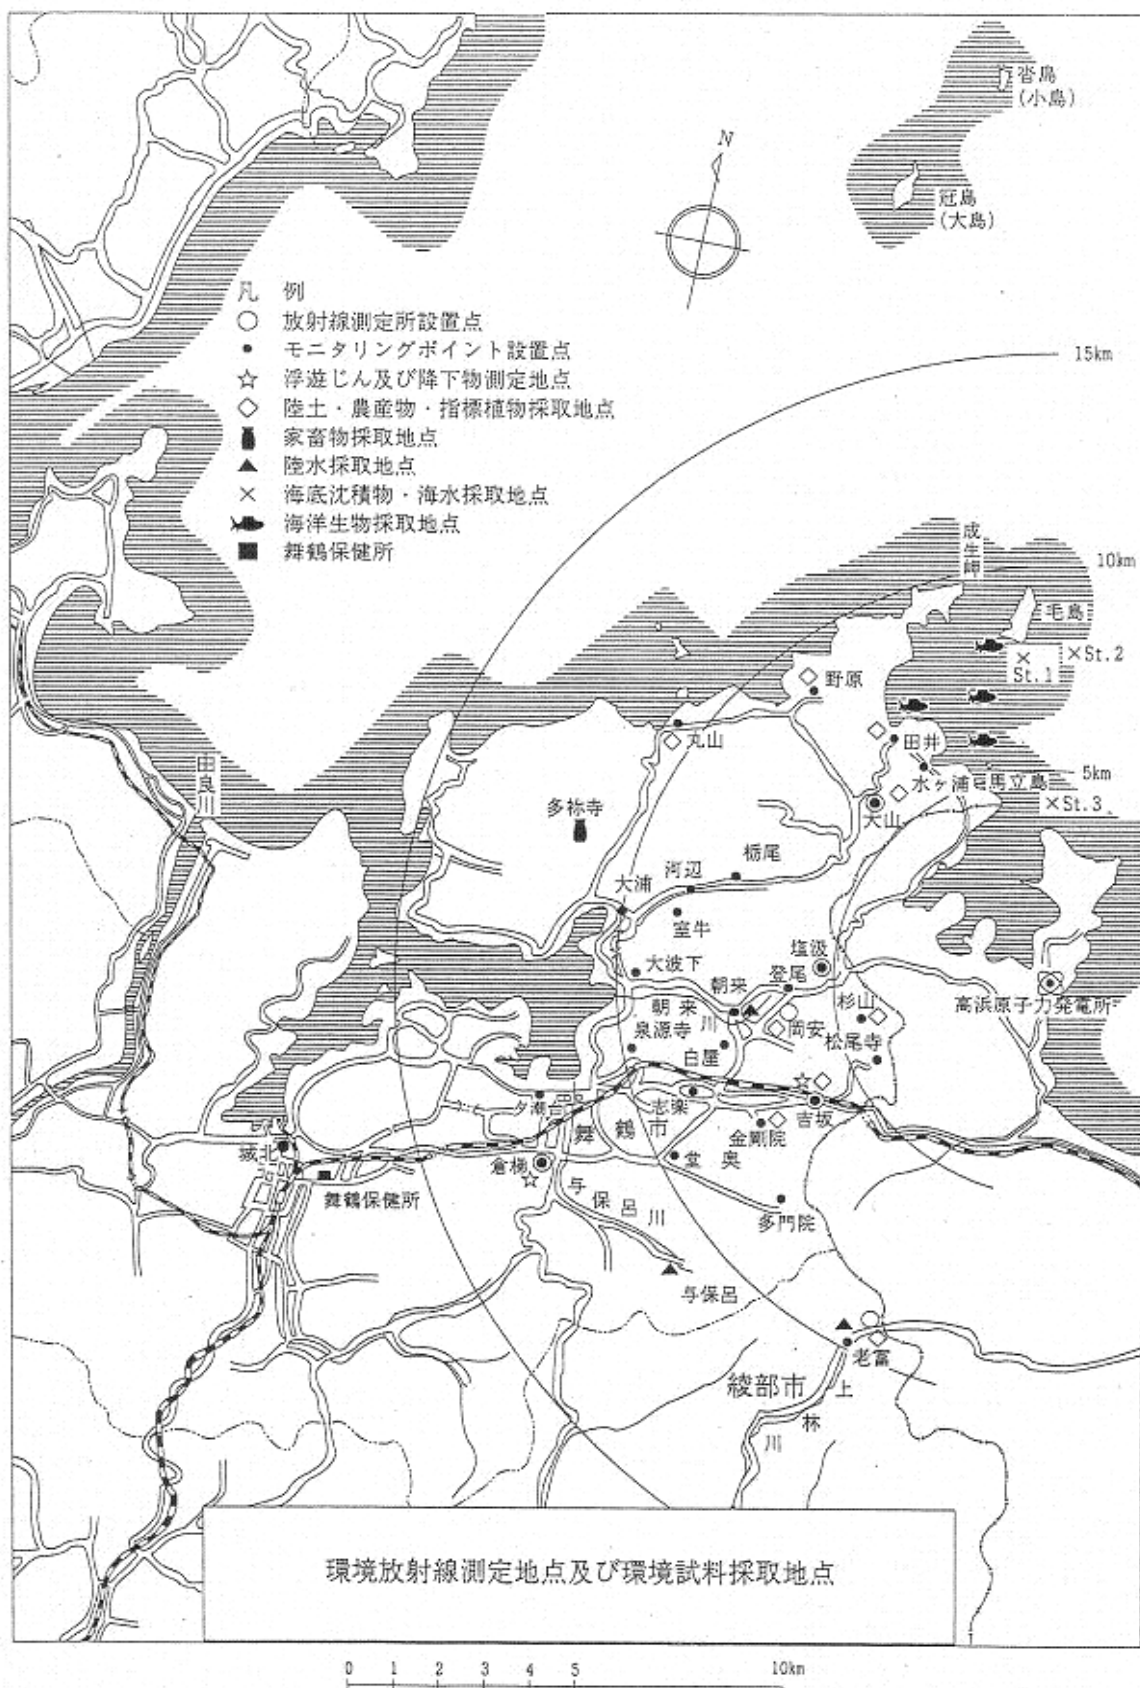 沓島
(小島)
N
冠島
(大島)
凡 例
放射線測定所設置点
モニタリングポイント設置点
浮遊じん及び降下物測定地点
陸土・農産物・指標植物採取地点
家畜物採取地点
陸水採取地点
海底沈積物・海水採取地点
海洋生物採取地点
舞鶴保健所
15km
成生岬
10km
毛島
St.1
St.2
野原
丸山
田井
水ヶ浦
馬立島
5km
St.3
大山
由良川
多祢寺
栃尾
河辺
大浦
室牛
塩汲
大波下
登尾
朝来
杉山
高浜原子力発電所
朝来川
岡安
泉源寺
白屋
松尾寺
夕潮台
志楽
吉坂
舞鶴市
金剛院
城北
倉梯
堂奥
舞鶴保健所
与保呂川
多門院
与保呂
老富
綾部市
上林川
環境放射線測定地点及び環境試料採取地点
0 1 2 3 4 5 10km